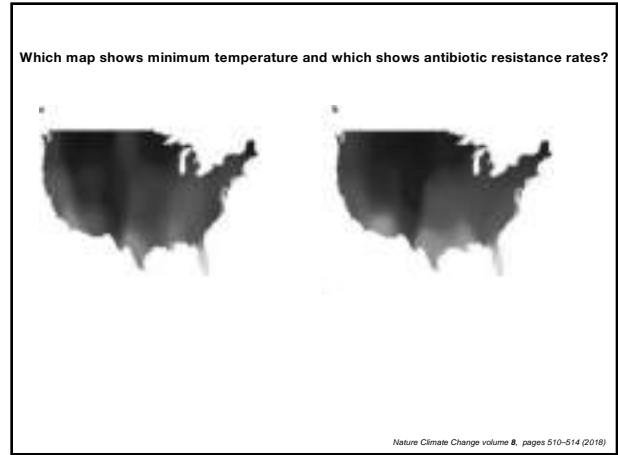 Which map shows minimum temperature and which shows antibiotic resistance rates?
a
b
Nature Climate Change volume 8, pages 510–514 (2018)